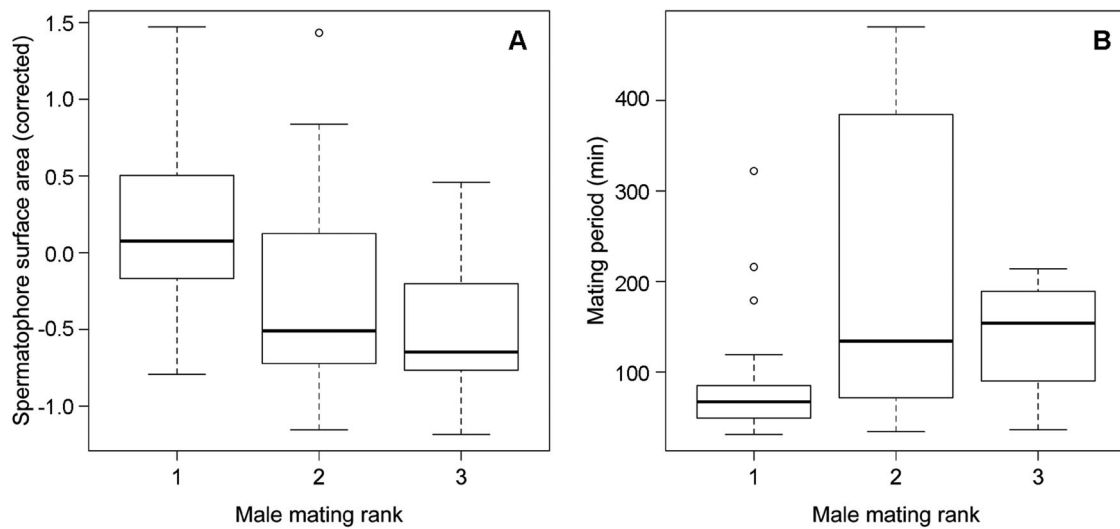 A
Spermatophore surface area (corrected)
1.5
1.0
0.5
0.0
-0.5
-1.0
1 2 3
Male mating rank
B
Mating period (min)
400
300
200
100
1 2 3
Male mating rank